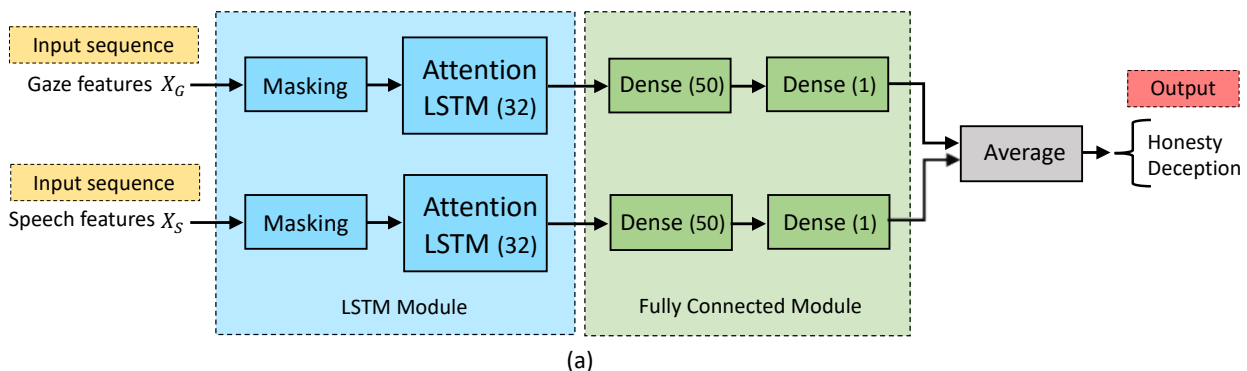 Input sequence
Gaze features X_G
Masking
Attention
LSTM (32)
Dense (50)
Dense (1)
Input sequence
Speech features X_S
Masking
Attention
LSTM (32)
Dense (50)
Dense (1)
LSTM Module
Fully Connected Module
Average
Output
Honesty
Deception
(a)